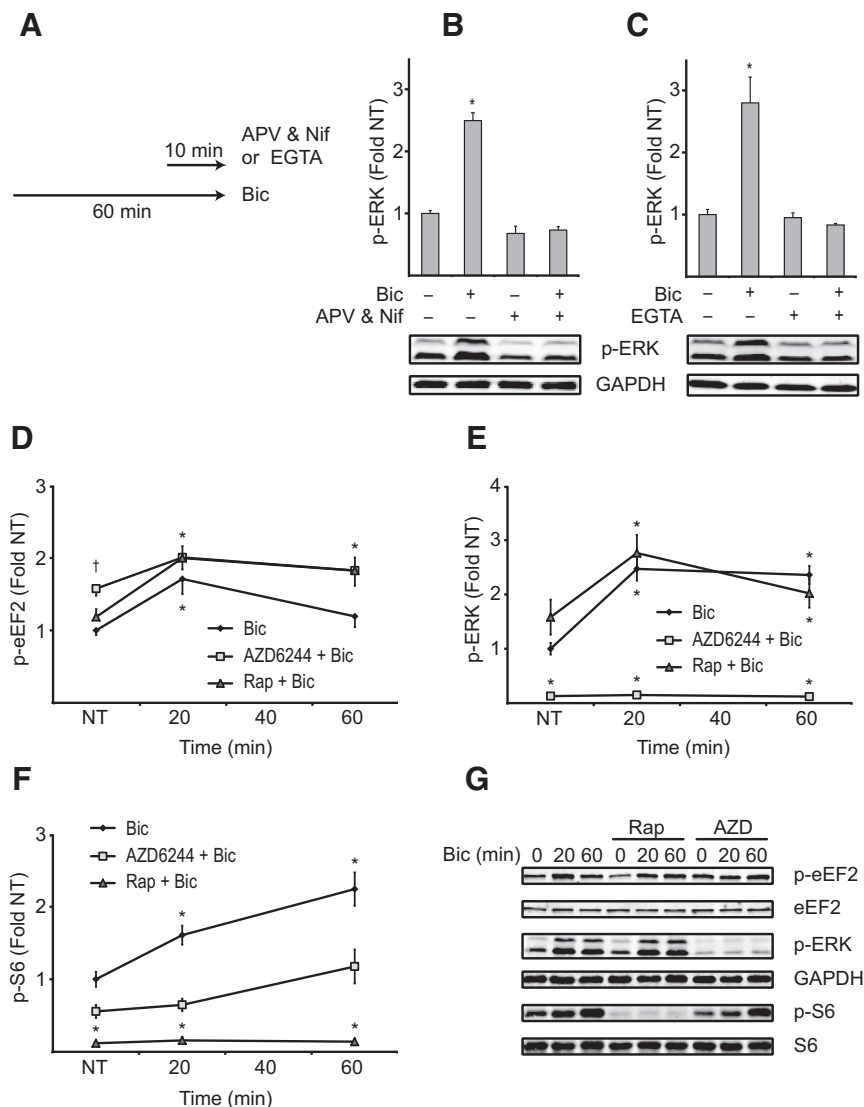 A
10 min
APV & Nif
or EGTA
60 min
Bic
B
p-ERK (Fold NT)
3
2
1
*
Bic – + – +
APV & Nif – – + +
C
p-ERK (Fold NT)
3
2
1
*
Bic – + – +
EGTA – – + +
p-ERK
GAPDH
D
p-eEF2 (Fold NT)
3
2
1
†
*
*
*
Bic
AZD6244 + Bic
Rap + Bic
NT 20 40 60
Time (min)
E
p-ERK (Fold NT)
4
3
2
1
*
*
*
*
*
*
*
Bic
AZD6244 + Bic
Rap + Bic
NT 20 40 60
Time (min)
F
p-S6 (Fold NT)
3
2
1
Bic
AZD6244 + Bic
Rap + Bic
*
*
*
*
*
NT 20 40 60
Time (min)
G
Rap AZD
Bic (min) 0 20 60 0 20 60 0 20 60
p-eEF2
eEF2
p-ERK
GAPDH
p-S6
S6